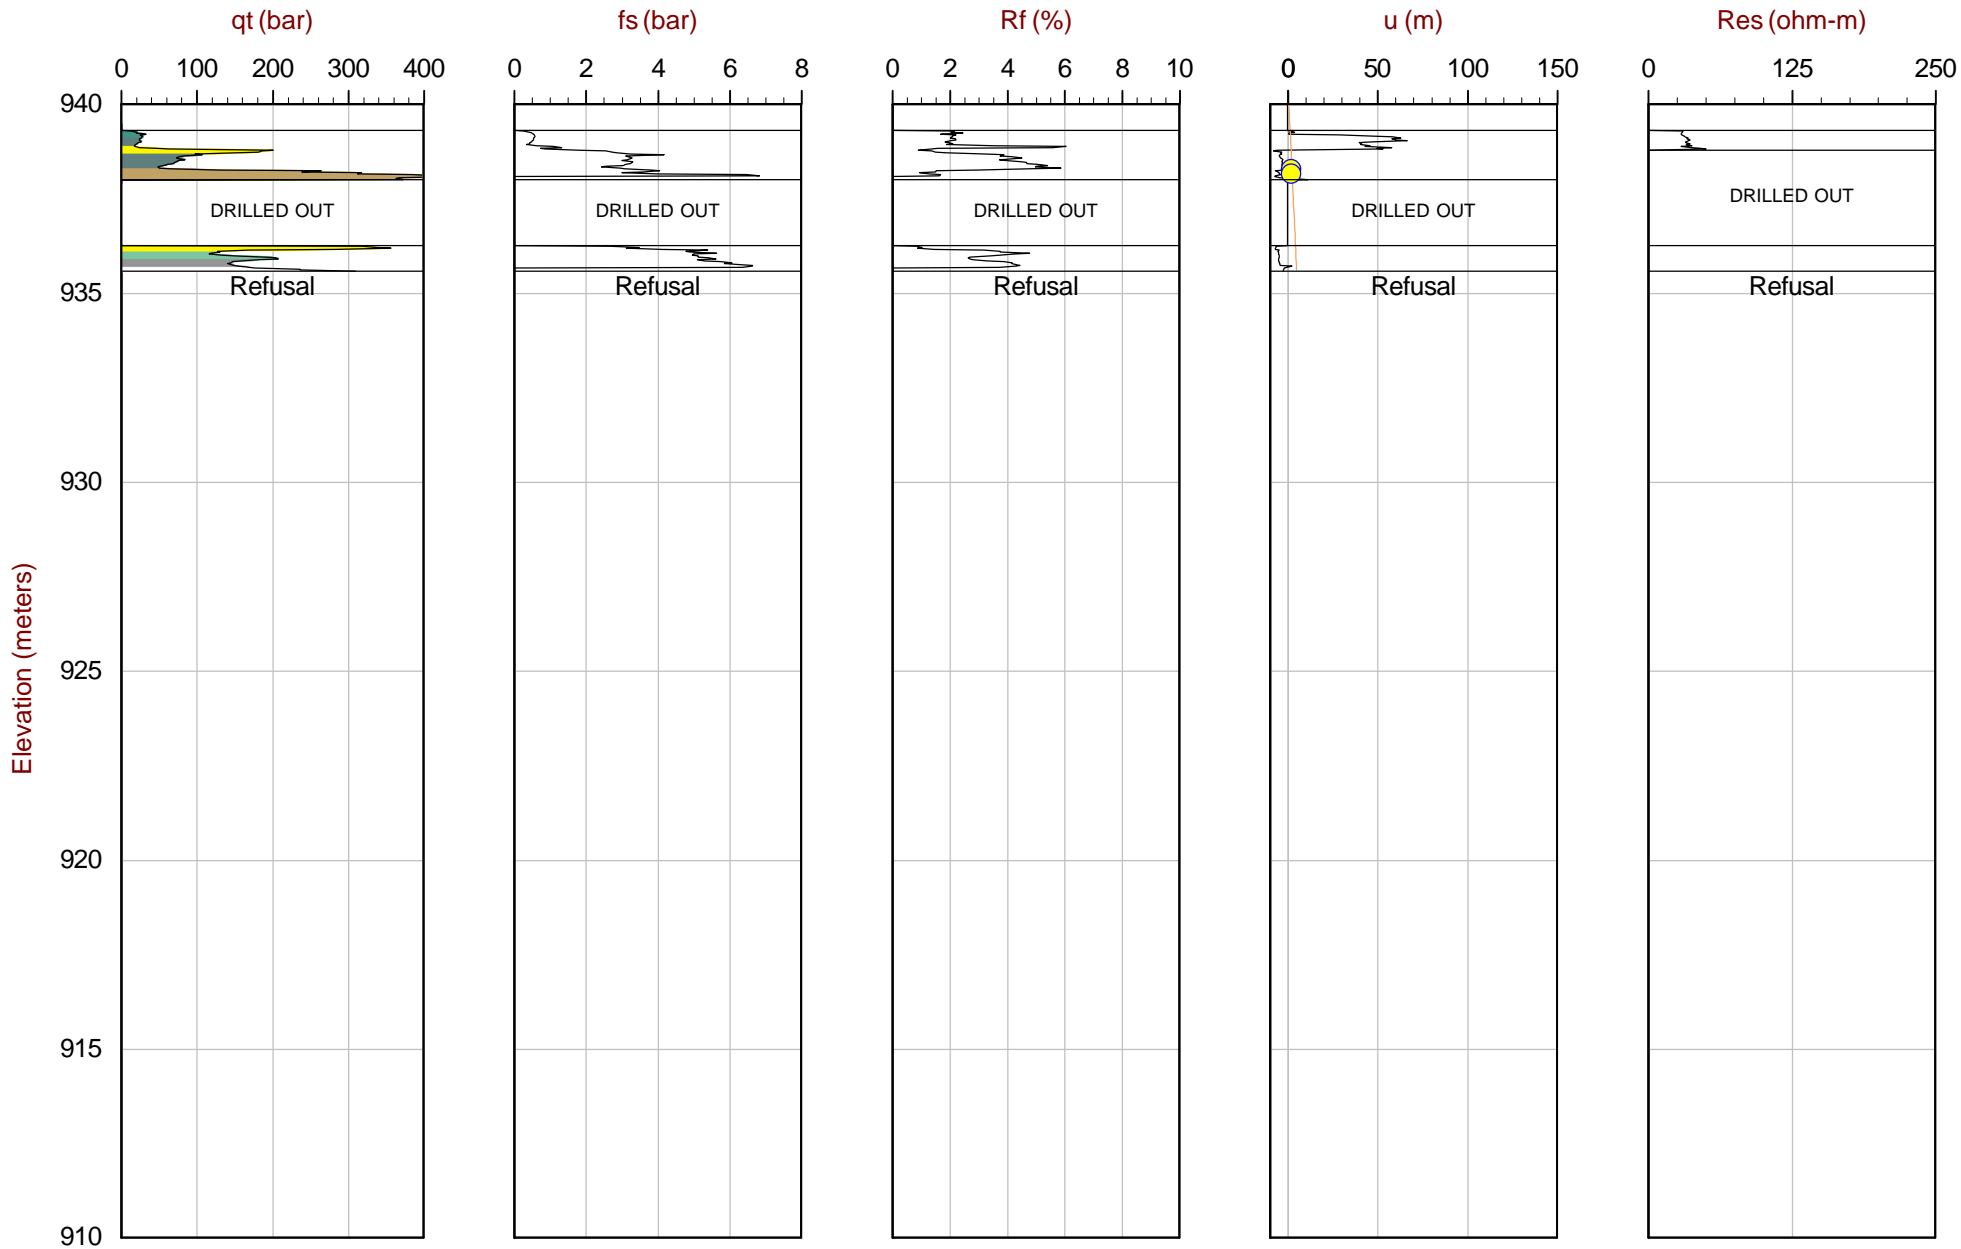 qt (bar) fs (bar) Rf (%) u (m) Res (ohm-m)
0 100 200 300 400 0 2 4 6 8 0 2 4 6 8 10 0 50 100 150 0 125 250
940
DRILLED OUT
DRILLED OUT DRILLED OUT DRILLED OUT DRILLED OUT
935 Refusal Refusal Refusal Refusal Refusal
930
925
Elevation (meters)
920
915
910